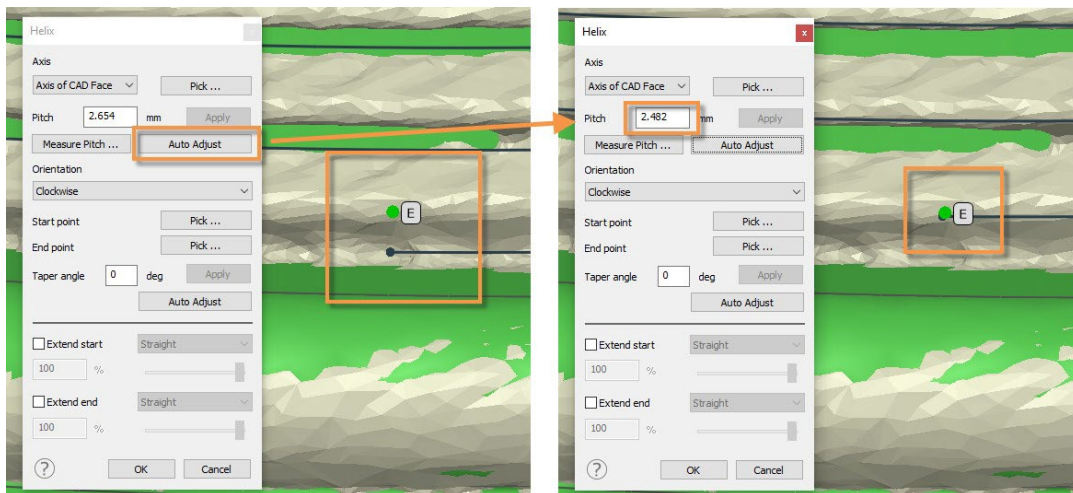 Helix
Axis
Axis of CAD Face Pick ...
Pitch 2.654 mm Apply
Measure Pitch ... Auto Adjust
Orientation
Clockwise
Start point Pick ...
End point Pick ...
Taper angle 0 deg Apply
Auto Adjust
Extend start Straight
100 %
Extend end Straight
100 %
? OK Cancel
E
Helix x
Axis
Axis of CAD Face Pick ...
Pitch 2.482 mm Apply
Measure Pitch ... Auto Adjust
Orientation
Clockwise
Start point Pick ...
End point Pick ...
Taper angle 0 deg Apply
Auto Adjust
Extend start Straight
100 %
Extend end Straight
100 %
? OK Cancel
E